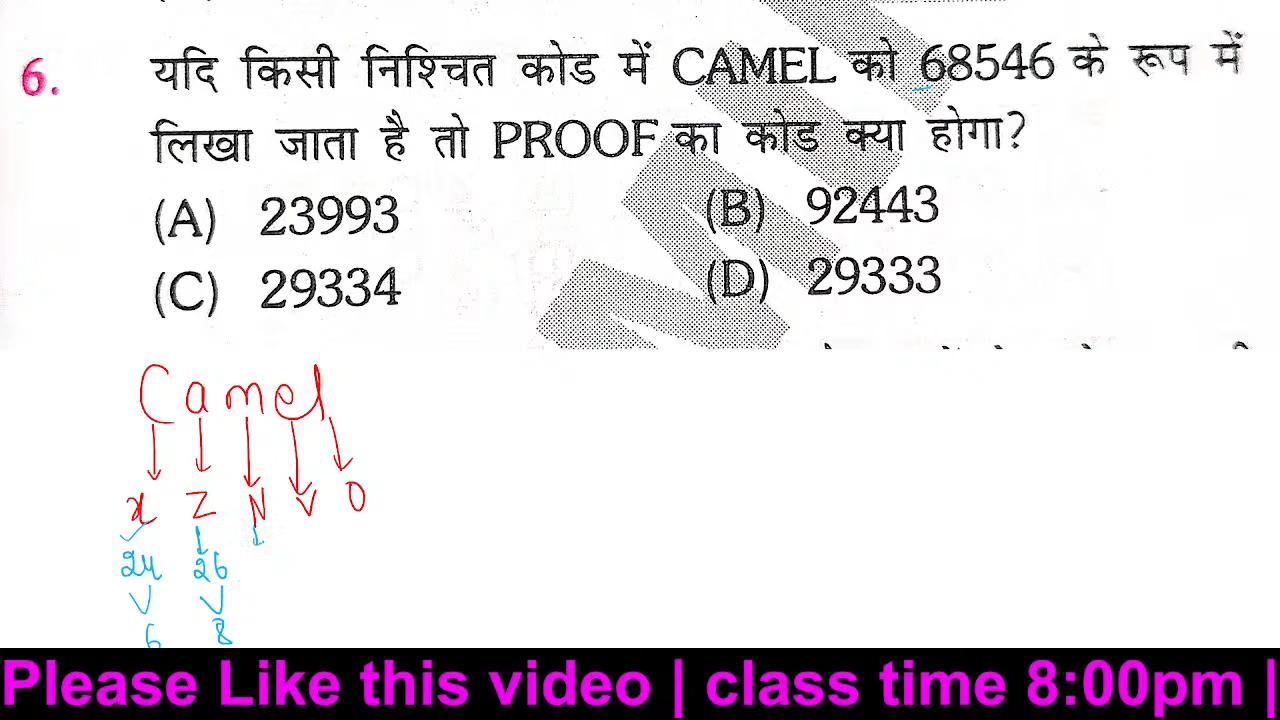 6. यदि किसी निश्चित कोड में CAMEL को 68546 के रूप में
लिखा जाता है तो PROOF का कोड क्या होगा?
(A) 23993 (B) 92443
(C) 29334 (D) 29333
Camel
x Z N V O
24 26
6 8
Please Like this video | class time 8:00pm |